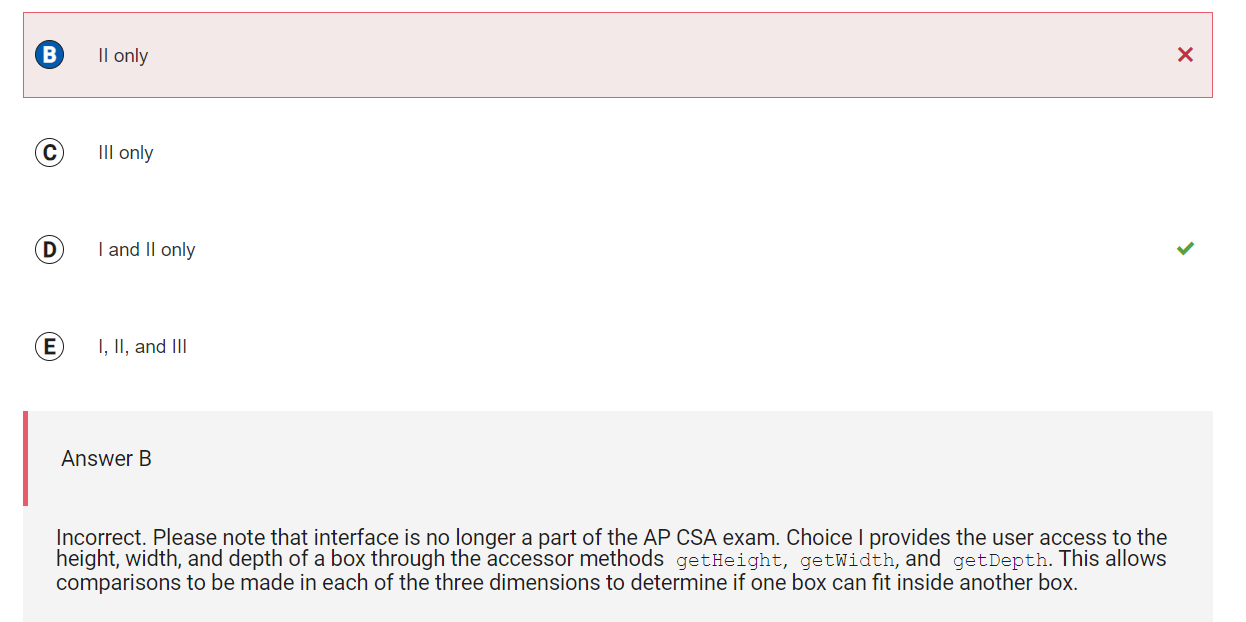 B II only
C III only
D I and II only
E I, II, and III
Answer B
Incorrect. Please note that interface is no longer a part of the AP CSA exam. Choice I provides the user access to the
height, width, and depth of a box through the accessor methods getHeight, getWidth, and getDepth. This allows
comparisons to be made in each of the three dimensions to determine if one box can fit inside another box.